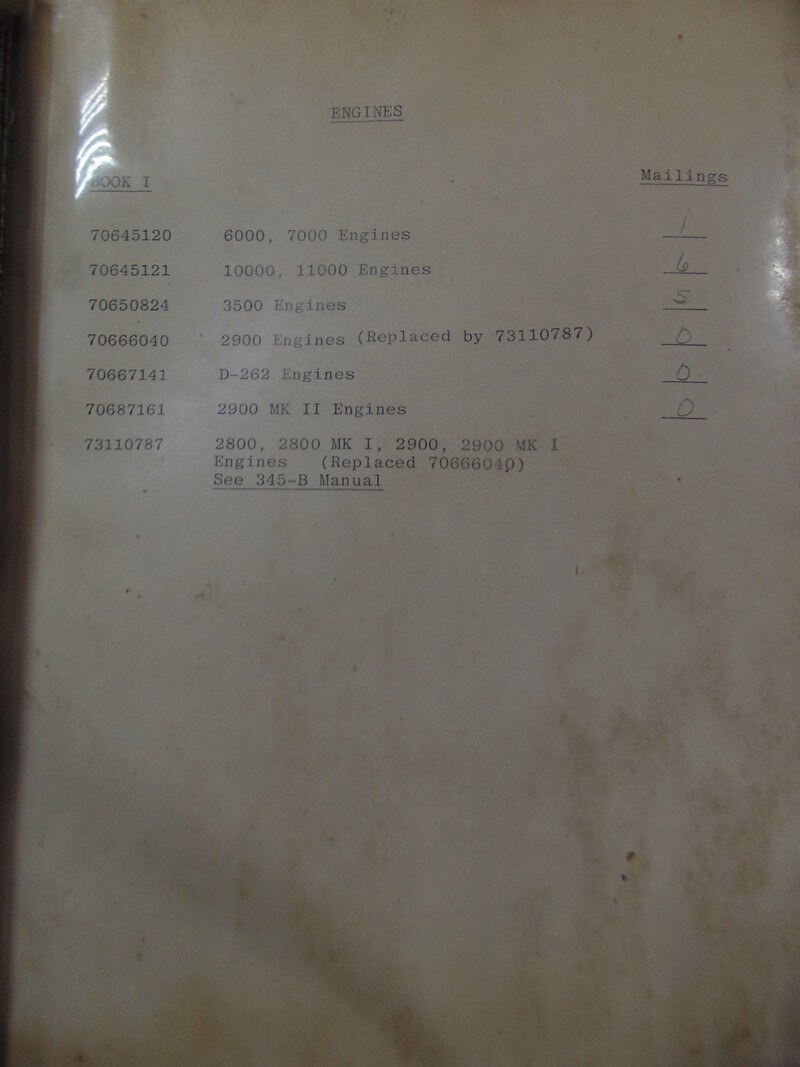 ENGINES
BOOK I Mailings
70645120 6000, 7000 Engines 1
70645121 10000, 11000 Engines 6
70650824 3500 Engines 5
70666040 2900 Engines (Replaced by 73110787) 0
70667141 D-262 Engines 0
70687161 2900 MK II Engines 0
73110787 2800, 2800 MK I, 2900, 2900 MK I
Engines (Replaced 70666040)
See 345-B Manual